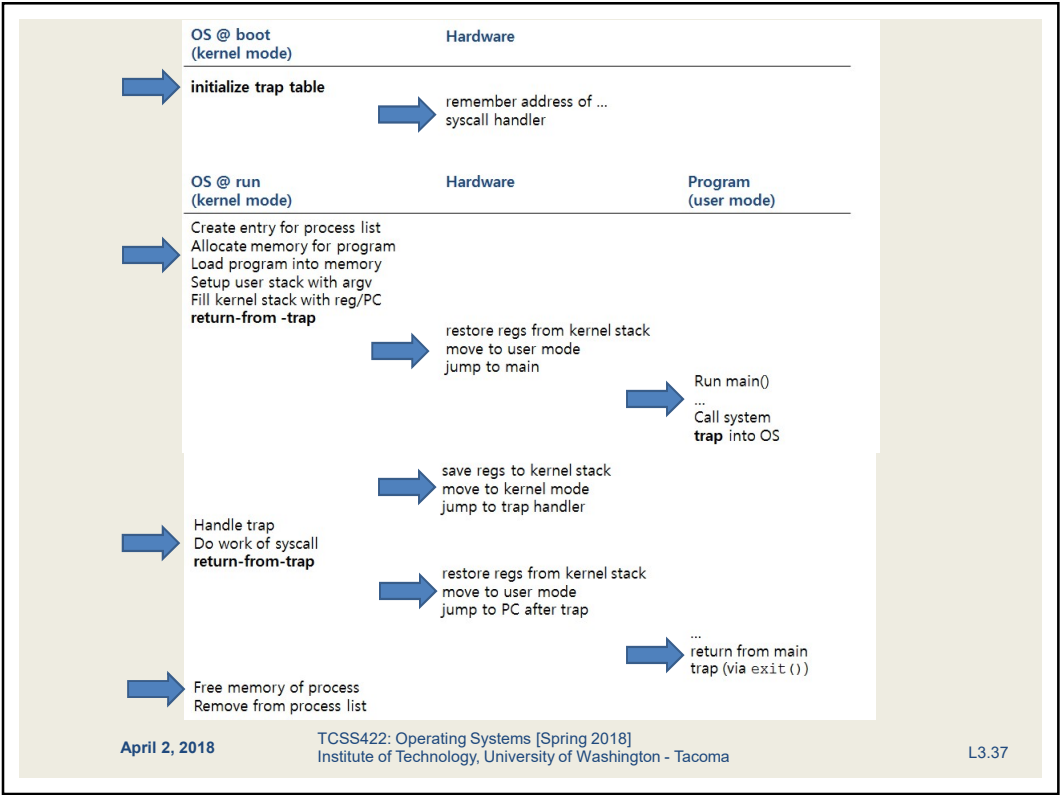 OS @ boot Hardware
(kernel mode)
initialize trap table
remember address of ...
syscall handler
OS @ run Hardware Program
(kernel mode) (user mode)
Create entry for process list
Allocate memory for program
Load program into memory
Setup user stack with argv
Fill kernel stack with reg/PC
return-from -trap
restore regs from kernel stack
move to user mode
jump to main
Run main()
...
Call system
trap into OS
save regs to kernel stack
move to kernel mode
jump to trap handler
Handle trap
Do work of syscall
return-from-trap
restore regs from kernel stack
move to user mode
jump to PC after trap
...
return from main
trap (via exit())
Free memory of process
Remove from process list
April 2, 2018
TCSS422: Operating Systems [Spring 2018]
Institute of Technology, University of Washington - Tacoma
L3.37